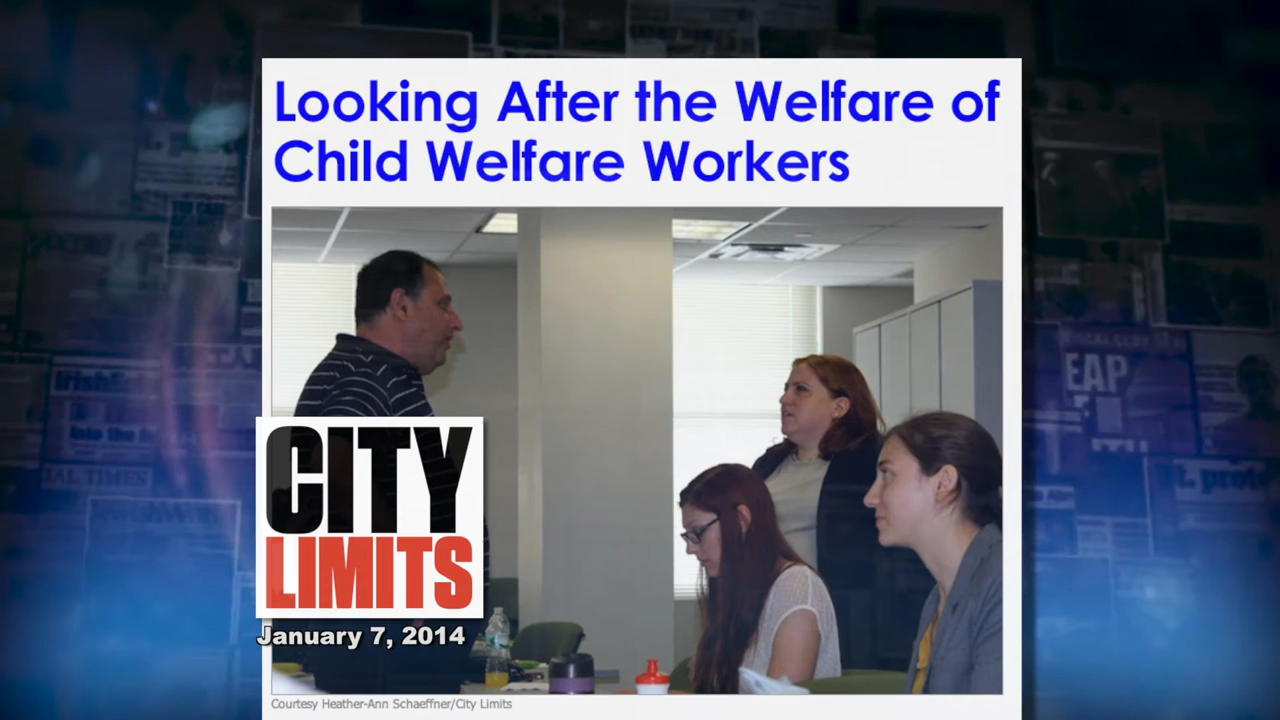 Looking After the Welfare of
Child Welfare Workers
CITY
LIMITS
January 7, 2014
Courtesy Heather-Ann Schaeffner/City Limits
EAP